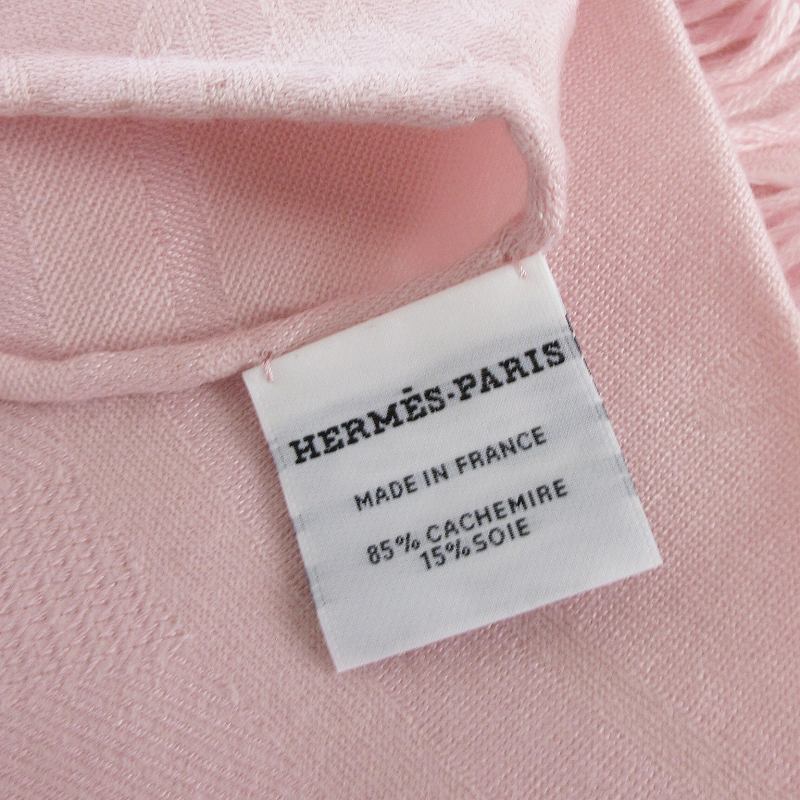 HERMÈS-PARIS
MADE IN FRANCE
85% CACHEMIRE
15% SOIE